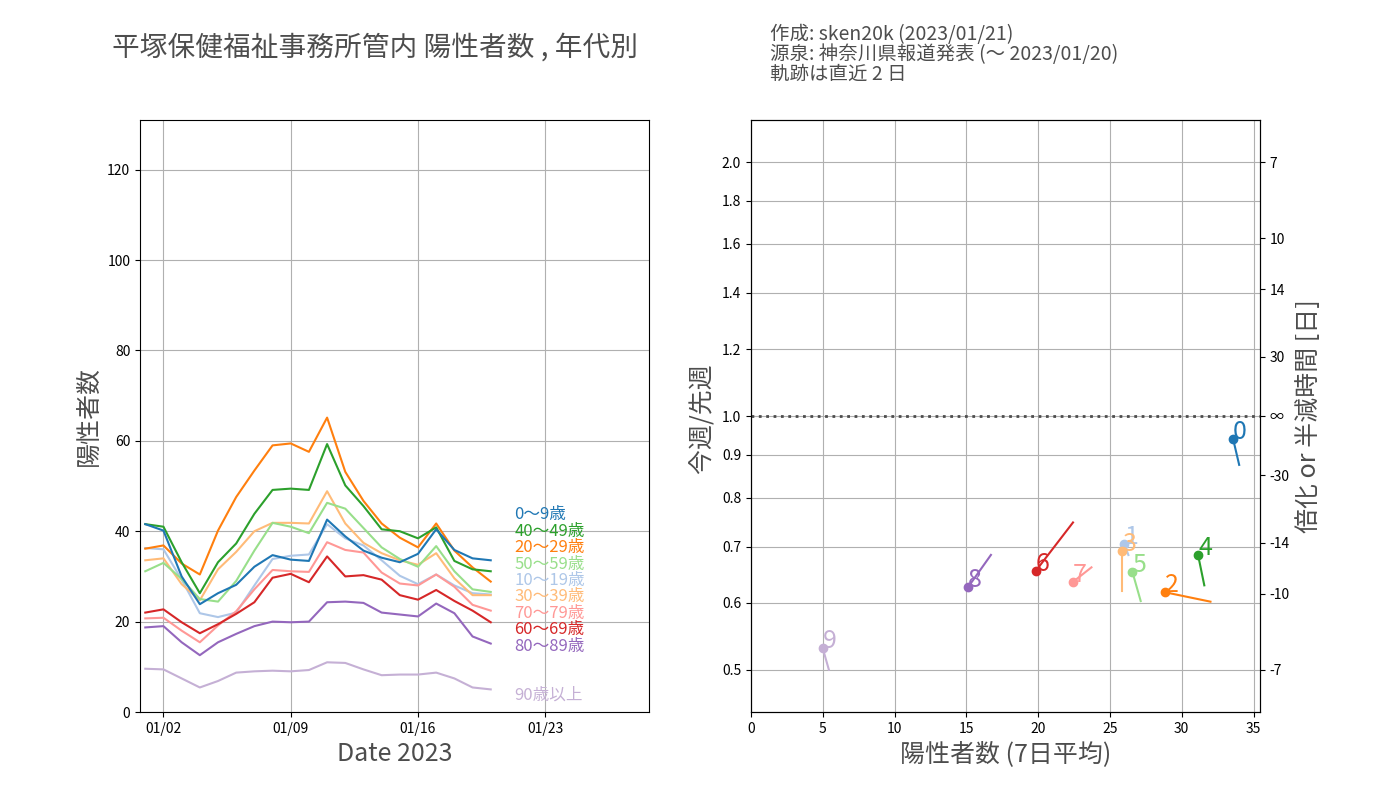 平塚保健福祉事務所管内 陽性者数 , 年代別
作成: sken20k (2023/01/21)
源泉: 神奈川県報道発表 (～ 2023/01/20)
軌跡は直近 2 日
陽性者数
120
100
80
60
40
20
0
01/02
01/09
01/16
01/23
Date 2023
0～9歳
40～49歳
20～29歳
50～59歳
10～19歳
30～39歳
70～79歳
60～69歳
80～89歳
90歳以上
今週/先週
2.0
1.8
1.6
1.4
1.2
1.0
0.9
0.8
0.7
0.6
0.5
0
5
10
15
20
25
30
35
陽性者数 (7日平均)
7
10
14
30
∞
-30
-14
-10
-7
倍化 or 半減時間 [日]
0
1
3
4
5
6
7
2
8
9